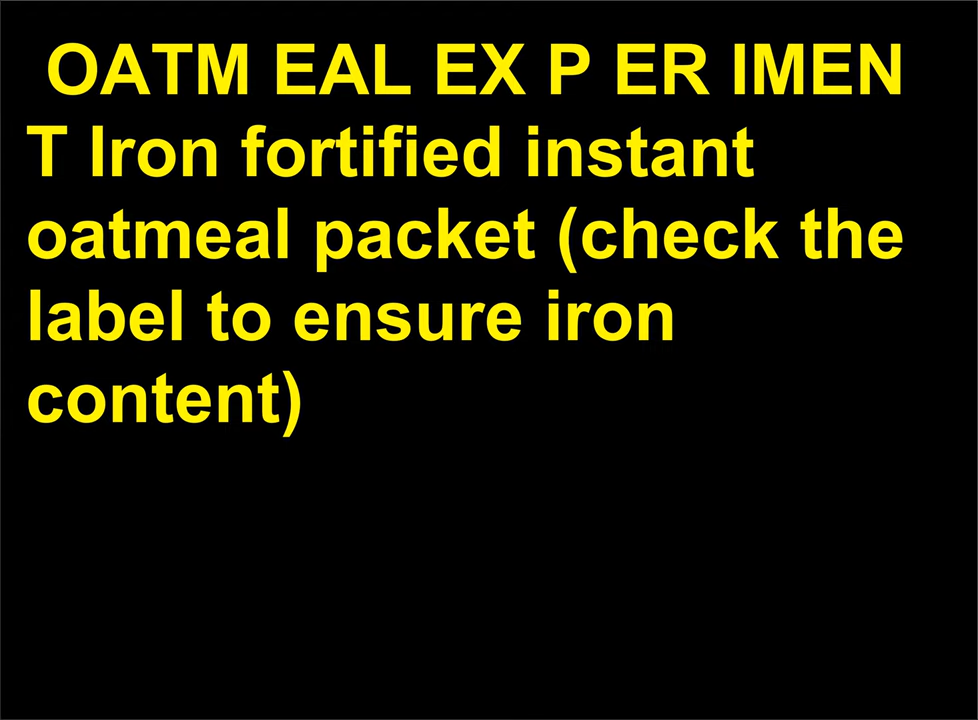 OATM EAL EX P ER IMEN
T Iron fortified instant
oatmeal packet (check the
label to ensure iron
content)